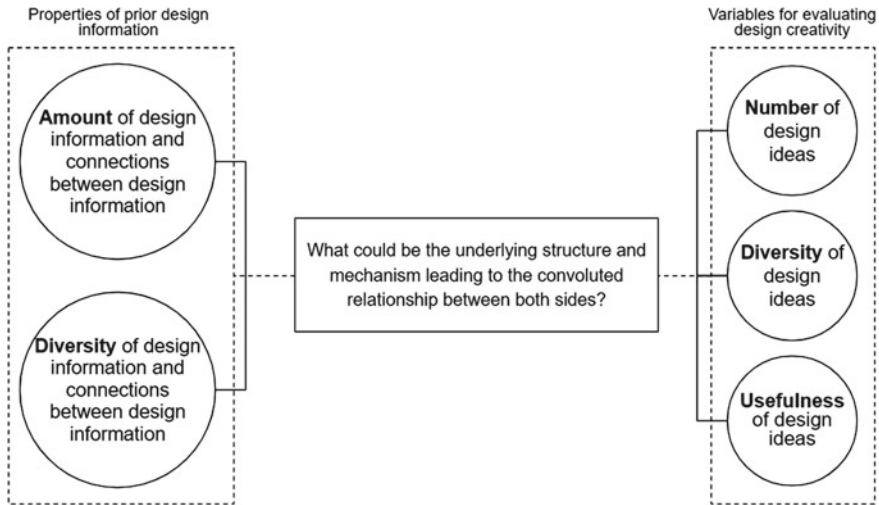 Properties of prior design
information
Amount of design
information and
connections
between design
information
Diversity of design
information and
connections
between design
information
What could be the underlying structure and
mechanism leading to the convoluted
relationship between both sides?
Variables for evaluating
design creativity
Number of
design
ideas
Diversity of
design
ideas
Usefulness
of design
ideas